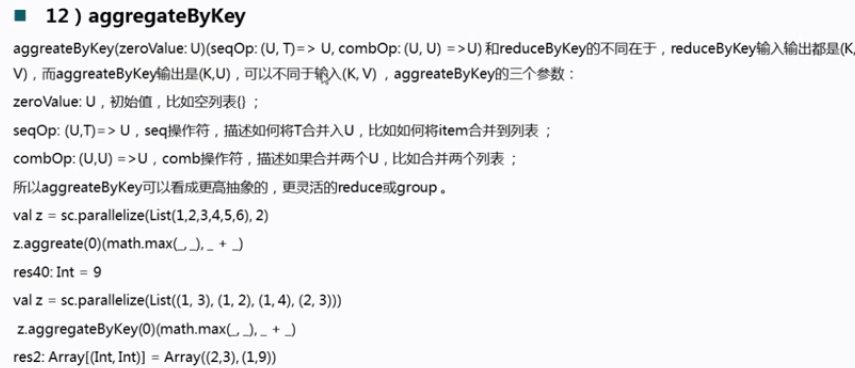 12）aggregateByKey
aggreateByKey(zeroValue: U)(seqOp: (U, T)=> U, combOp: (U, U) =>U) 和reduceByKey的不同在于，reduceByKey输入输出都是(K,
V)，而aggreateByKey输出是(K,U)，可以不同于输入(K, V) ，aggreateByKey的三个参数：
zeroValue: U，初始值，比如空列表{} ；
seqOp: (U,T)=> U，seq操作符，描述如何将T合并入U，比如如何将item合并到列表 ；
combOp: (U,U) =>U，comb操作符，描述如果合并两个U，比如合并两个列表 ；
所以aggreateByKey可以看成更高抽象的，更灵活的reduce或group 。
val z = sc.parallelize(List(1,2,3,4,5,6), 2)
z.aggreate(0)(math.max(_, _), _ + _)
res40: Int = 9
val z = sc.parallelize(List((1, 3), (1, 2), (1, 4), (2, 3)))
z.aggregateByKey(0)(math.max(_, _), _ + _)
res2: Array[(Int, Int)] = Array((2,3), (1,9))